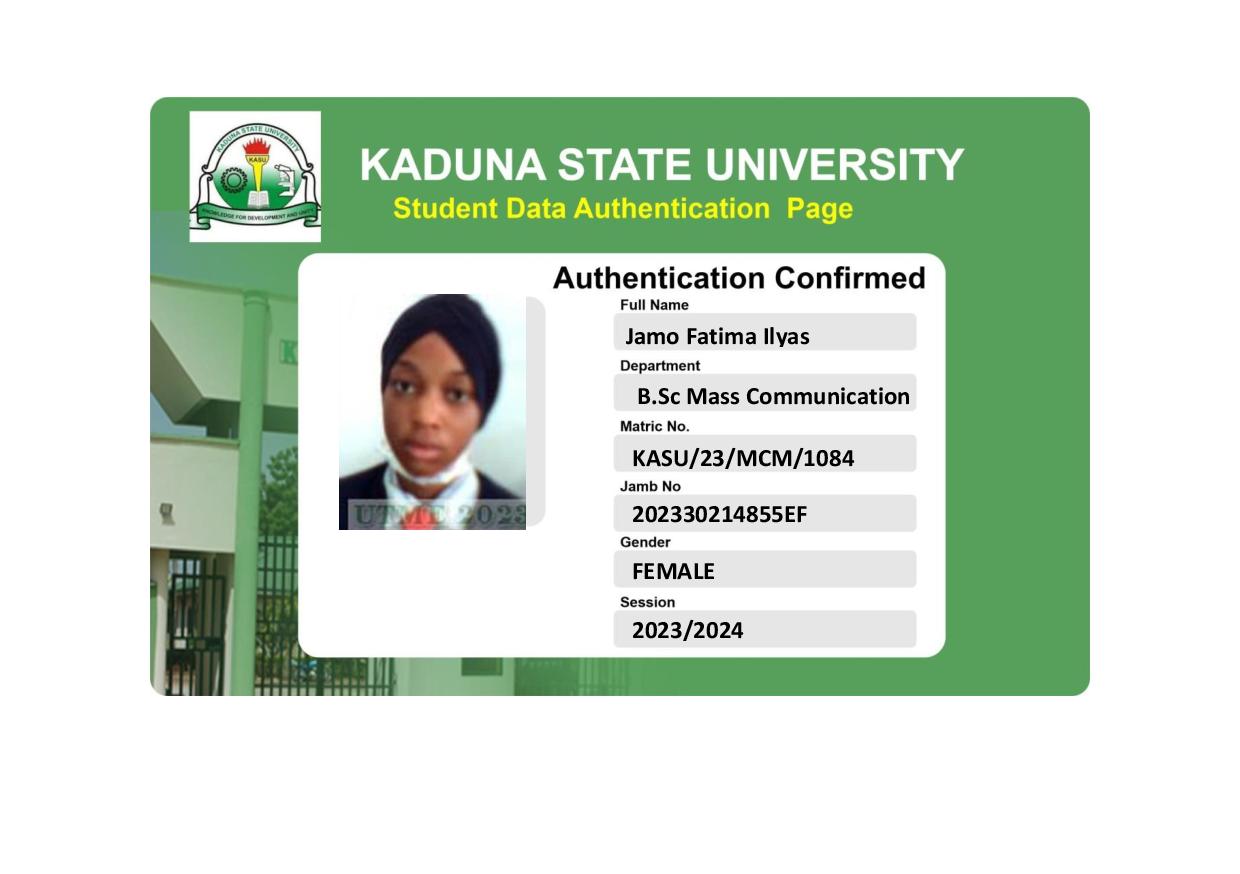 KADUNA STATE UNIVERSITY
KASU
KNOWLEDGE FOR DEVELOPMENT AND UNITY
KADUNA STATE UNIVERSITY
Student Data Authentication Page
Authentication Confirmed
Full Name
Jamo Fatima Ilyas
Department
B.Sc Mass Communication
Matric No.
KASU/23/MCM/1084
Jamb No
202330214855EF
Gender
FEMALE
Session
2023/2024
UTME 2023
K